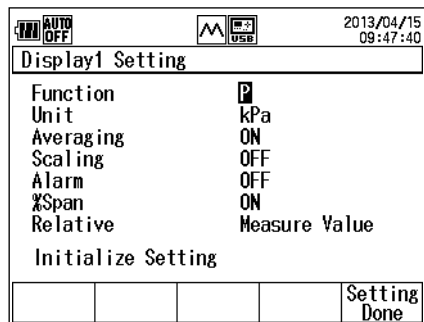 AUTO OFF USB 2013/04/15 09:47:40
Display1 Setting
Function P
Unit kPa
Averaging ON
Scaling OFF
Alarm OFF
%Span ON
Relative Measure Value
Initialize Setting
Setting Done